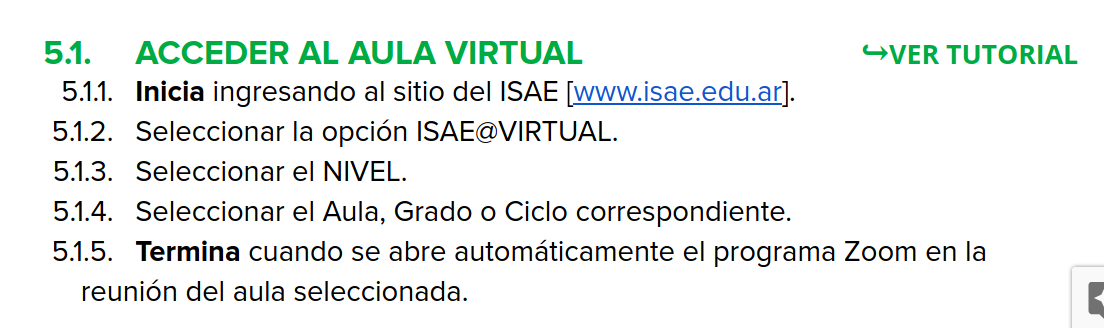 5.1. ACCEDER AL AULA VIRTUAL ↪VER TUTORIAL
5.1.1. Inicia ingresando al sitio del ISAE [www.isae.edu.ar].
5.1.2. Seleccionar la opción ISAE@VIRTUAL.
5.1.3. Seleccionar el NIVEL.
5.1.4. Seleccionar el Aula, Grado o Ciclo correspondiente.
5.1.5. Termina cuando se abre automáticamente el programa Zoom en la
reunión del aula seleccionada.